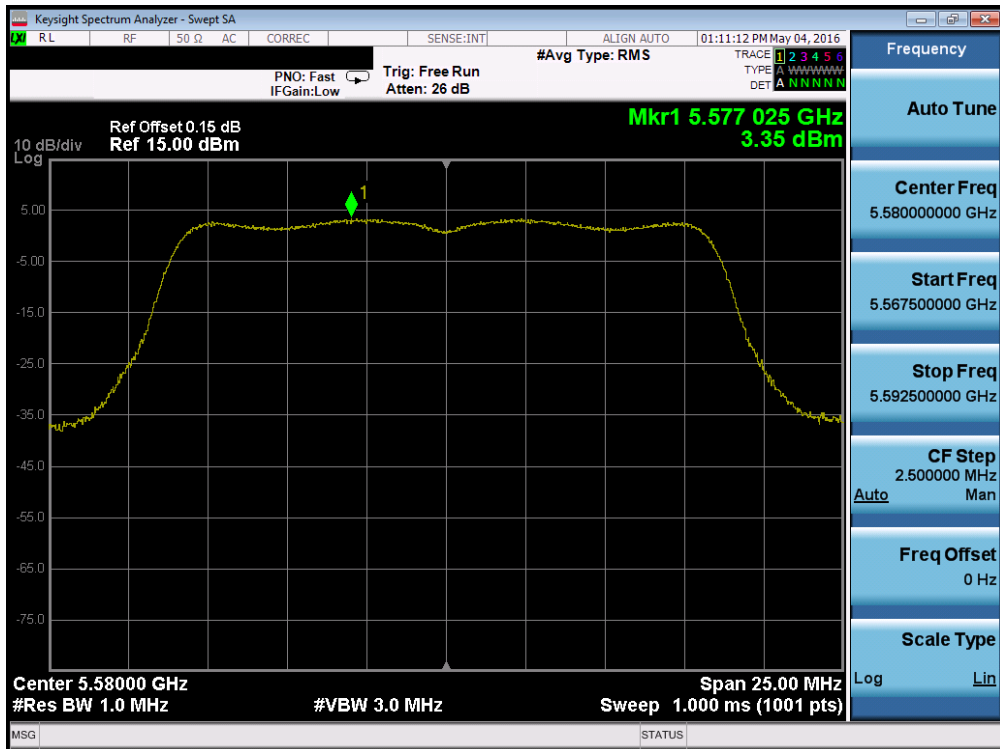 Keysight Spectrum Analyzer - Swept SA
LXI RL RF 50 Ω AC CORREC SENSE:INT ALIGN AUTO 01:11:12 PM May 04, 2016
#Avg Type: RMS TRACE 1 2 3 4 5 6
PNO: Fast Trig: Free Run TYPE A WWWWW
IFGain:Low Atten: 26 dB DET A N N N N N
Mkr1 5.577 025 GHz
3.35 dBm
Ref Offset 0.15 dB
10 dB/div Ref 15.00 dBm
Log
1
5.00
-5.00
-15.0
-25.0
-35.0
-45.0
-55.0
-65.0
-75.0
Center 5.58000 GHz Span 25.00 MHz
#Res BW 1.0 MHz #VBW 3.0 MHz Sweep 1.000 ms (1001 pts)
MSG STATUS
Frequency
Auto Tune
Center Freq
5.580000000 GHz
Start Freq
5.567500000 GHz
Stop Freq
5.592500000 GHz
CF Step
2.500000 MHz
Auto Man
Freq Offset
0 Hz
Scale Type
Log Lin